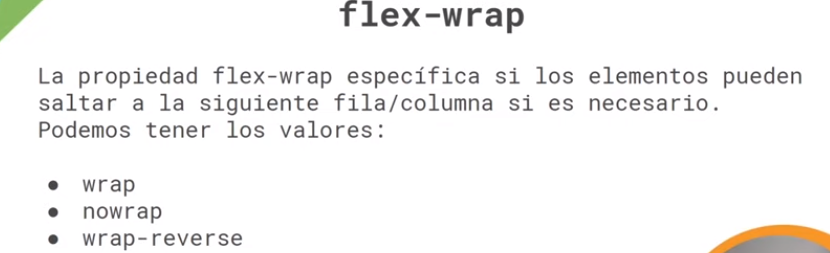 flex-wrap
La propiedad flex-wrap específica si los elementos pueden
saltar a la siguiente fila/columna si es necesario.
Podemos tener los valores:
● wrap
● nowrap
● wrap-reverse